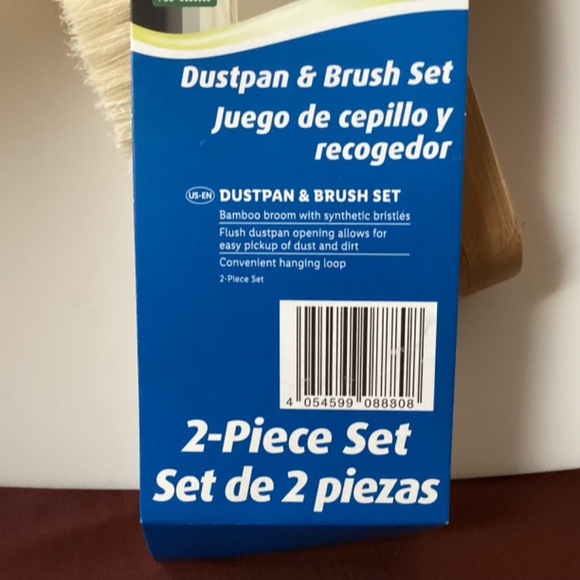 Dustpan & Brush Set
Juego de cepillo y
recogedor
US-EN DUSTPAN & BRUSH SET
Bamboo broom with synthetic bristles
Flush dustpan opening allows for
easy pickup of dust and dirt
Convenient hanging loop
2-Piece Set
4 054599 088808
2-Piece Set
Set de 2 piezas